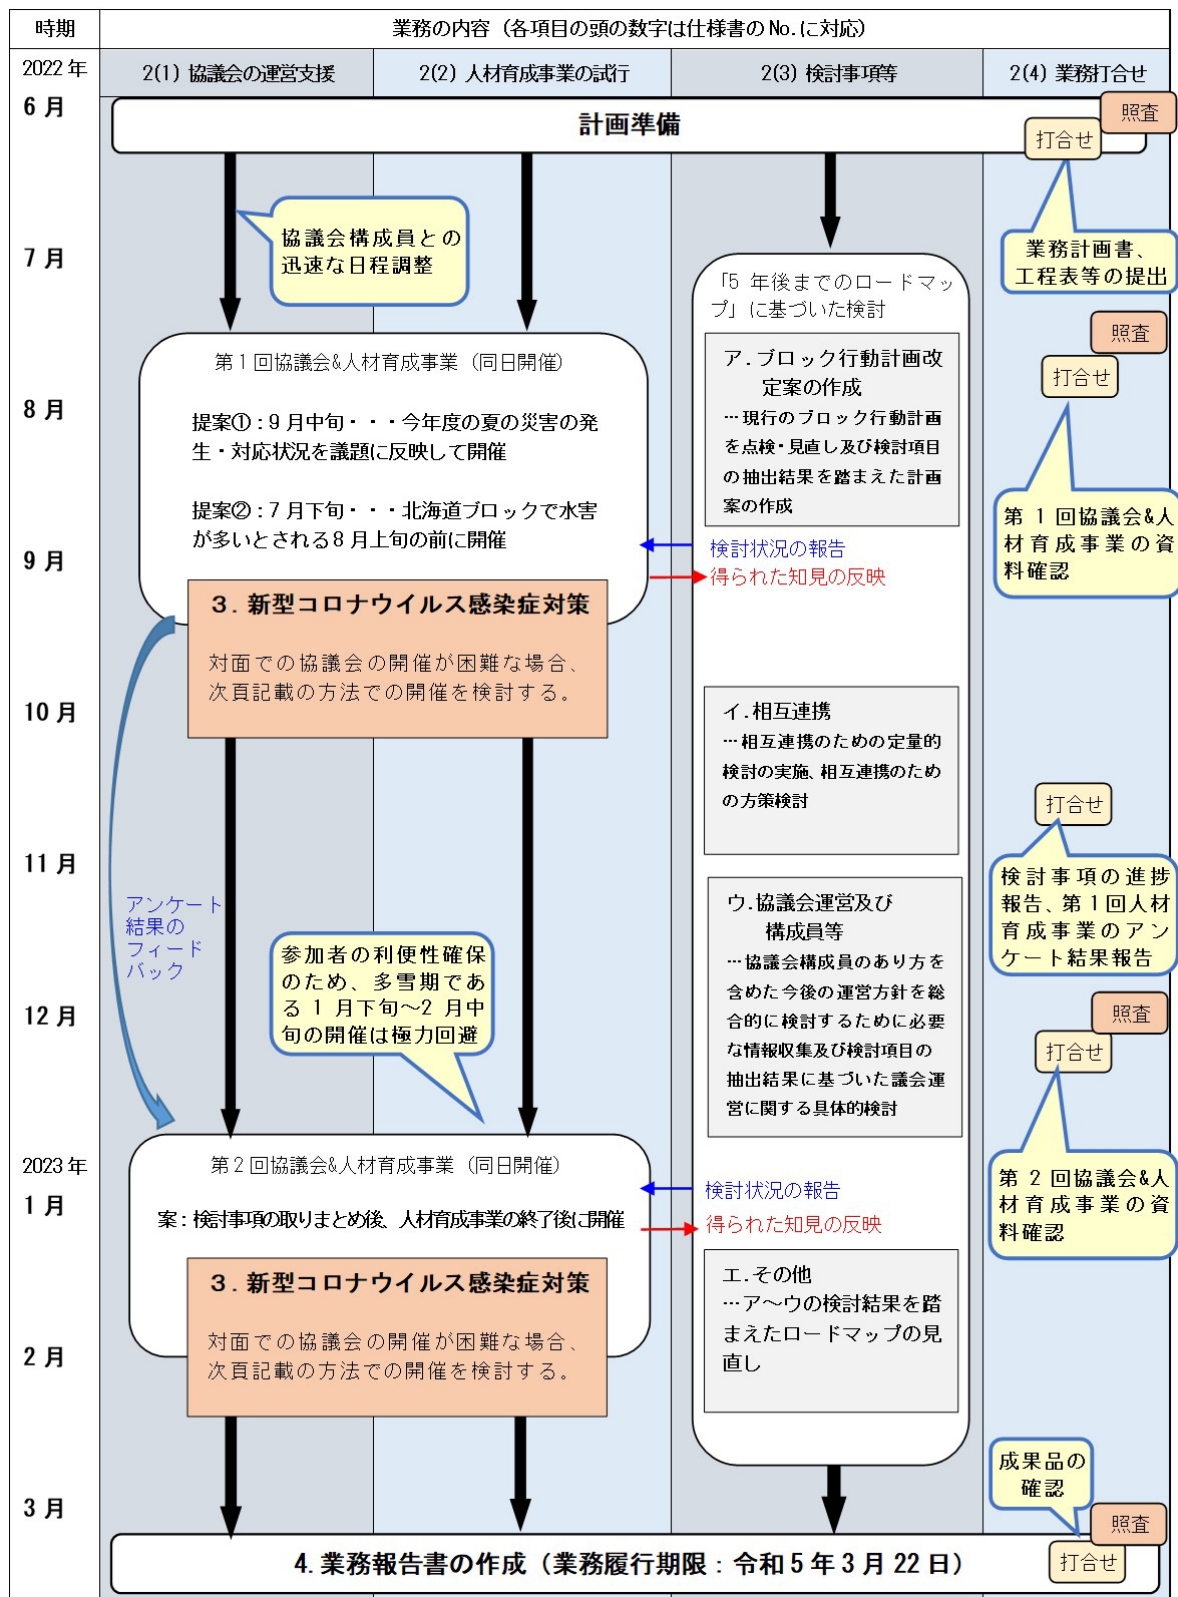 時期
業務の内容（各項目の頭の数字は仕様書の No.に対応）
2022 年
2(1) 協議会の運営支援
2(2) 人材育成事業の試行
2(3) 検討事項等
2(4) 業務打合せ
6 月
計画準備
照査
打合せ
協議会構成員との
迅速な日程調整
業務計画書、
工程表等の提出
7 月
「5 年後までのロードマッ
プ」に基づいた検討
第 1 回協議会&人材育成事業（同日開催）
提案①：9 月中旬・・・今年度の夏の災害の発
生・対応状況を議題に反映して開催
提案②：7 月下旬・・・北海道ブロックで水害
が多いとされる 8 月上旬の前に開催
ア．ブロック行動計画改
定案の作成
…現行のブロック行動計画
を点検・見直し及び検討項目
の抽出結果を踏まえた計画
案の作成
照査
打合せ
8 月
第 1 回協議会&人
材育成事業の資
料確認
検討状況の報告
得られた知見の反映
9 月
3．新型コロナウイルス感染症対策
対面での協議会の開催が困難な場合、
次頁記載の方法での開催を検討する。
10 月
イ．相互連携
…相互連携のための定量的
検討の実施、相互連携のため
の方策検討
打合せ
検討事項の進捗
報告、第 1 回人材
育成事業のアン
ケート結果報告
11 月
アンケート
結果の
フィード
バック
参加者の利便性確保
のため、多雪期であ
る 1 月下旬～2 月中
旬の開催は極力回避
ウ．協議会運営及び
構成員等
…協議会構成員のあり方を
含めた今後の運営方針を総
合的に検討するために必要
な情報収集及び検討項目の
抽出結果に基づいた議会運
営に関する具体的検討
12 月
照査
打合せ
第 2 回協議会&人
材育成事業の資
料確認
2023 年
1 月
第 2 回協議会&人材育成事業（同日開催）
案：検討事項の取りまとめ後、人材育成事業の終了後に開催
検討状況の報告
得られた知見の反映
3．新型コロナウイルス感染症対策
対面での協議会の開催が困難な場合、
次頁記載の方法での開催を検討する。
エ．その他
…ア～ウの検討結果を踏
まえたロードマップの見
直し
2 月
成果品の
確認
3 月
照査
打合せ
4. 業務報告書の作成（業務履行期限：令和 5 年 3 月 22 日）